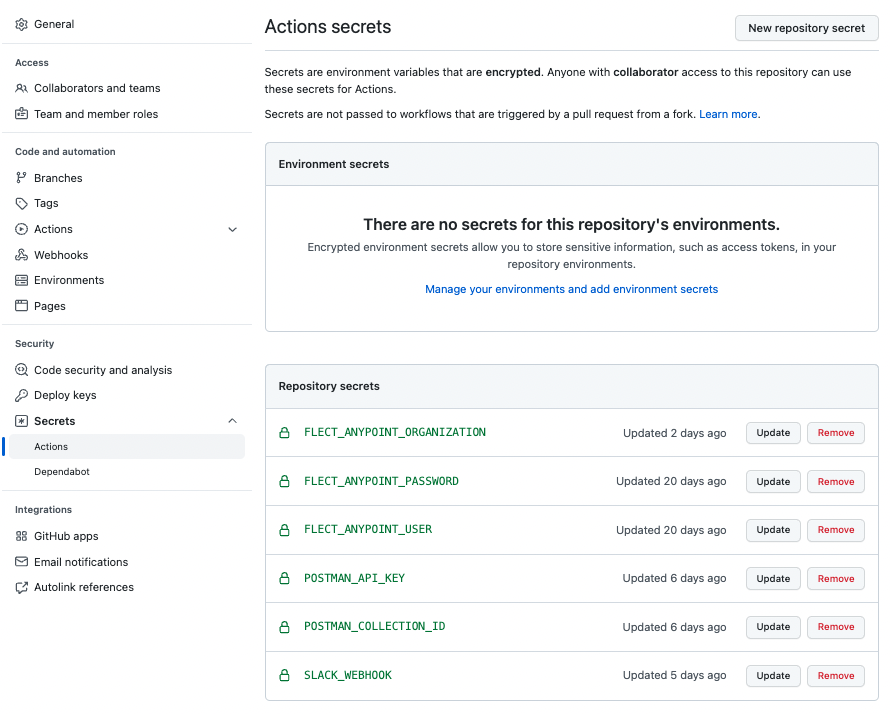 General
Access
Collaborators and teams
Team and member roles
Code and automation
Branches
Tags
Actions
Webhooks
Environments
Pages
Security
Code security and analysis
Deploy keys
Secrets
Actions
Dependabot
Integrations
GitHub apps
Email notifications
Autolink references
Actions secrets
New repository secret
Secrets are environment variables that are encrypted. Anyone with collaborator access to this repository can use
these secrets for Actions.
Secrets are not passed to workflows that are triggered by a pull request from a fork. Learn more.
Environment secrets
There are no secrets for this repository's environments.
Encrypted environment secrets allow you to store sensitive information, such as access tokens, in your
repository environments.
Manage your environments and add environment secrets
Repository secrets
FLECT_ANYPOINT_ORGANIZATION Updated 2 days ago Update Remove
FLECT_ANYPOINT_PASSWORD Updated 20 days ago Update Remove
FLECT_ANYPOINT_USER Updated 20 days ago Update Remove
POSTMAN_API_KEY Updated 6 days ago Update Remove
POSTMAN_COLLECTION_ID Updated 6 days ago Update Remove
SLACK_WEBHOOK Updated 5 days ago Update Remove